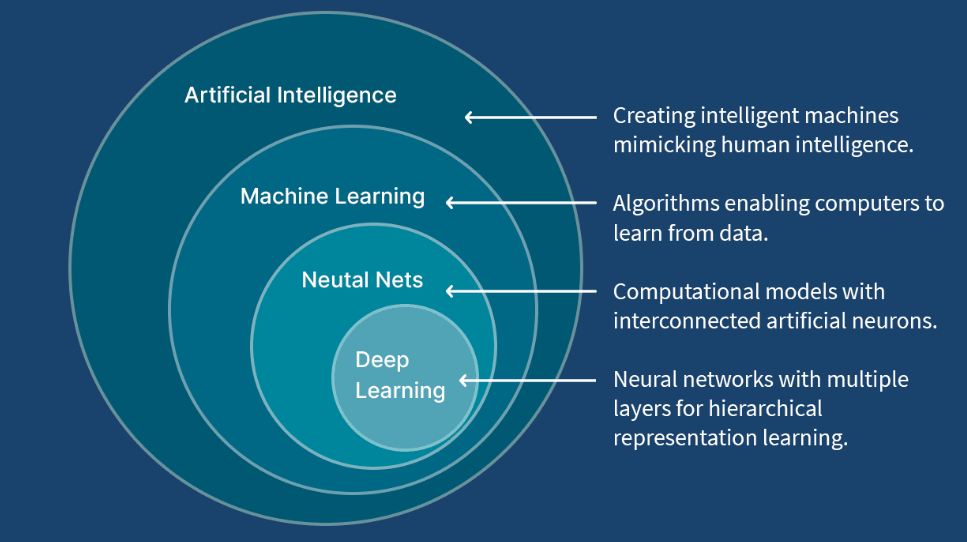 Artificial Intelligence
Creating intelligent machines
mimicking human intelligence.
Machine Learning
Algorithms enabling computers to
learn from data.
Neutal Nets
Computational models with
interconnected artificial neurons.
Deep
Learning
Neural networks with multiple
layers for hierarchical
representation learning.